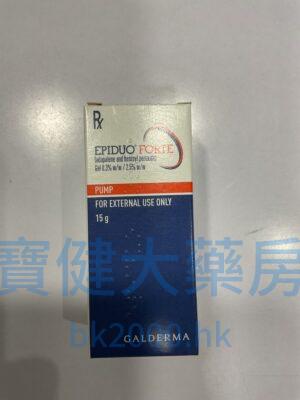 Rx
EPIDUO® FORTE
(adapalene and benzoyl peroxide)
Gel 0.3% w/w / 2.5% w/w
PUMP
FOR EXTERNAL USE ONLY
15 g
寶健大藥房
bk2000.hk
GALDERMA